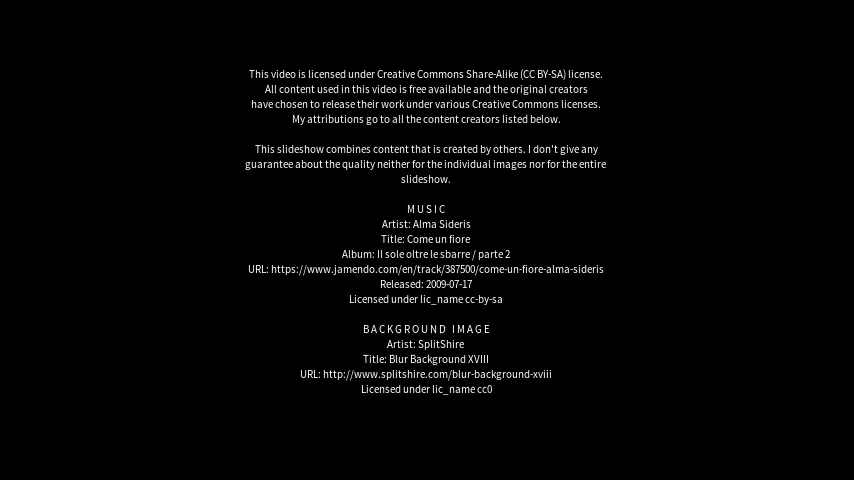 This video is licensed under Creative Commons Share-Alike (CC BY-SA) license.
All content used in this video is free available and the original creators
have chosen to release their work under various Creative Commons licenses.
My attributions go to all the content creators listed below.
This slideshow combines content that is created by others. I don't give any
guarantee about the quality neither for the individual images nor for the entire
slideshow.
MUSIC
Artist: Alma Sideris
Title: Come un fiore
Album: Il sole oltre le sbarre / parte 2
URL: https://www.jamendo.com/en/track/387500/come-un-fiore-alma-sideris
Released: 2009-07-17
Licensed under lic_name cc-by-sa
BACKGROUND IMAGE
Artist: SplitShire
Title: Blur Background XVIII
URL: http://www.splitshire.com/blur-background-xviii
Licensed under lic_name cc0